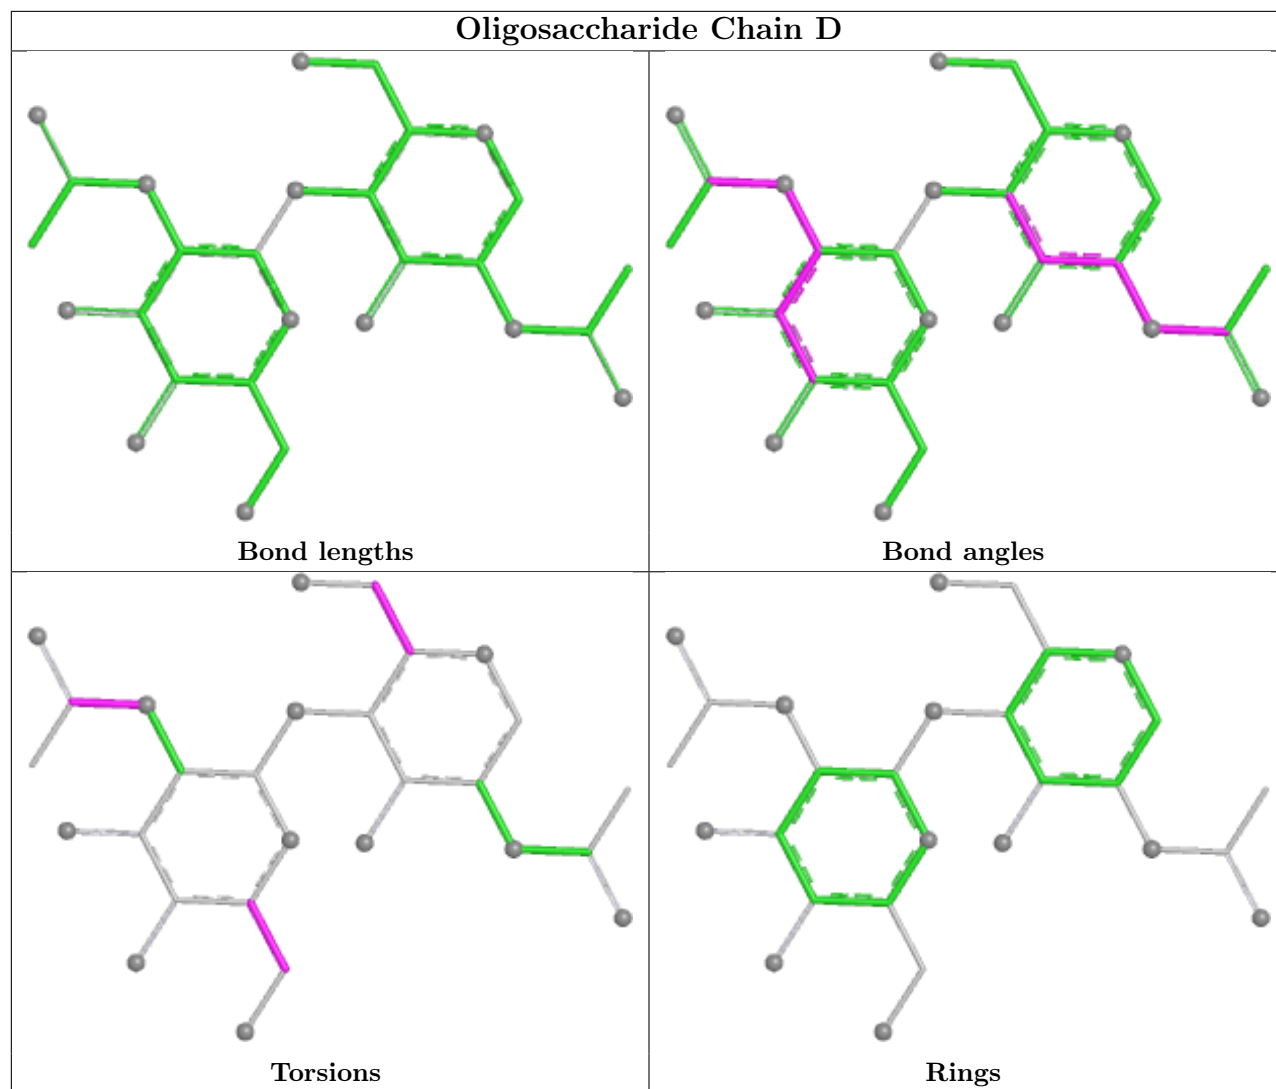 Oligosaccharide Chain D
Bond lengths
Bond angles
Torsions
Rings